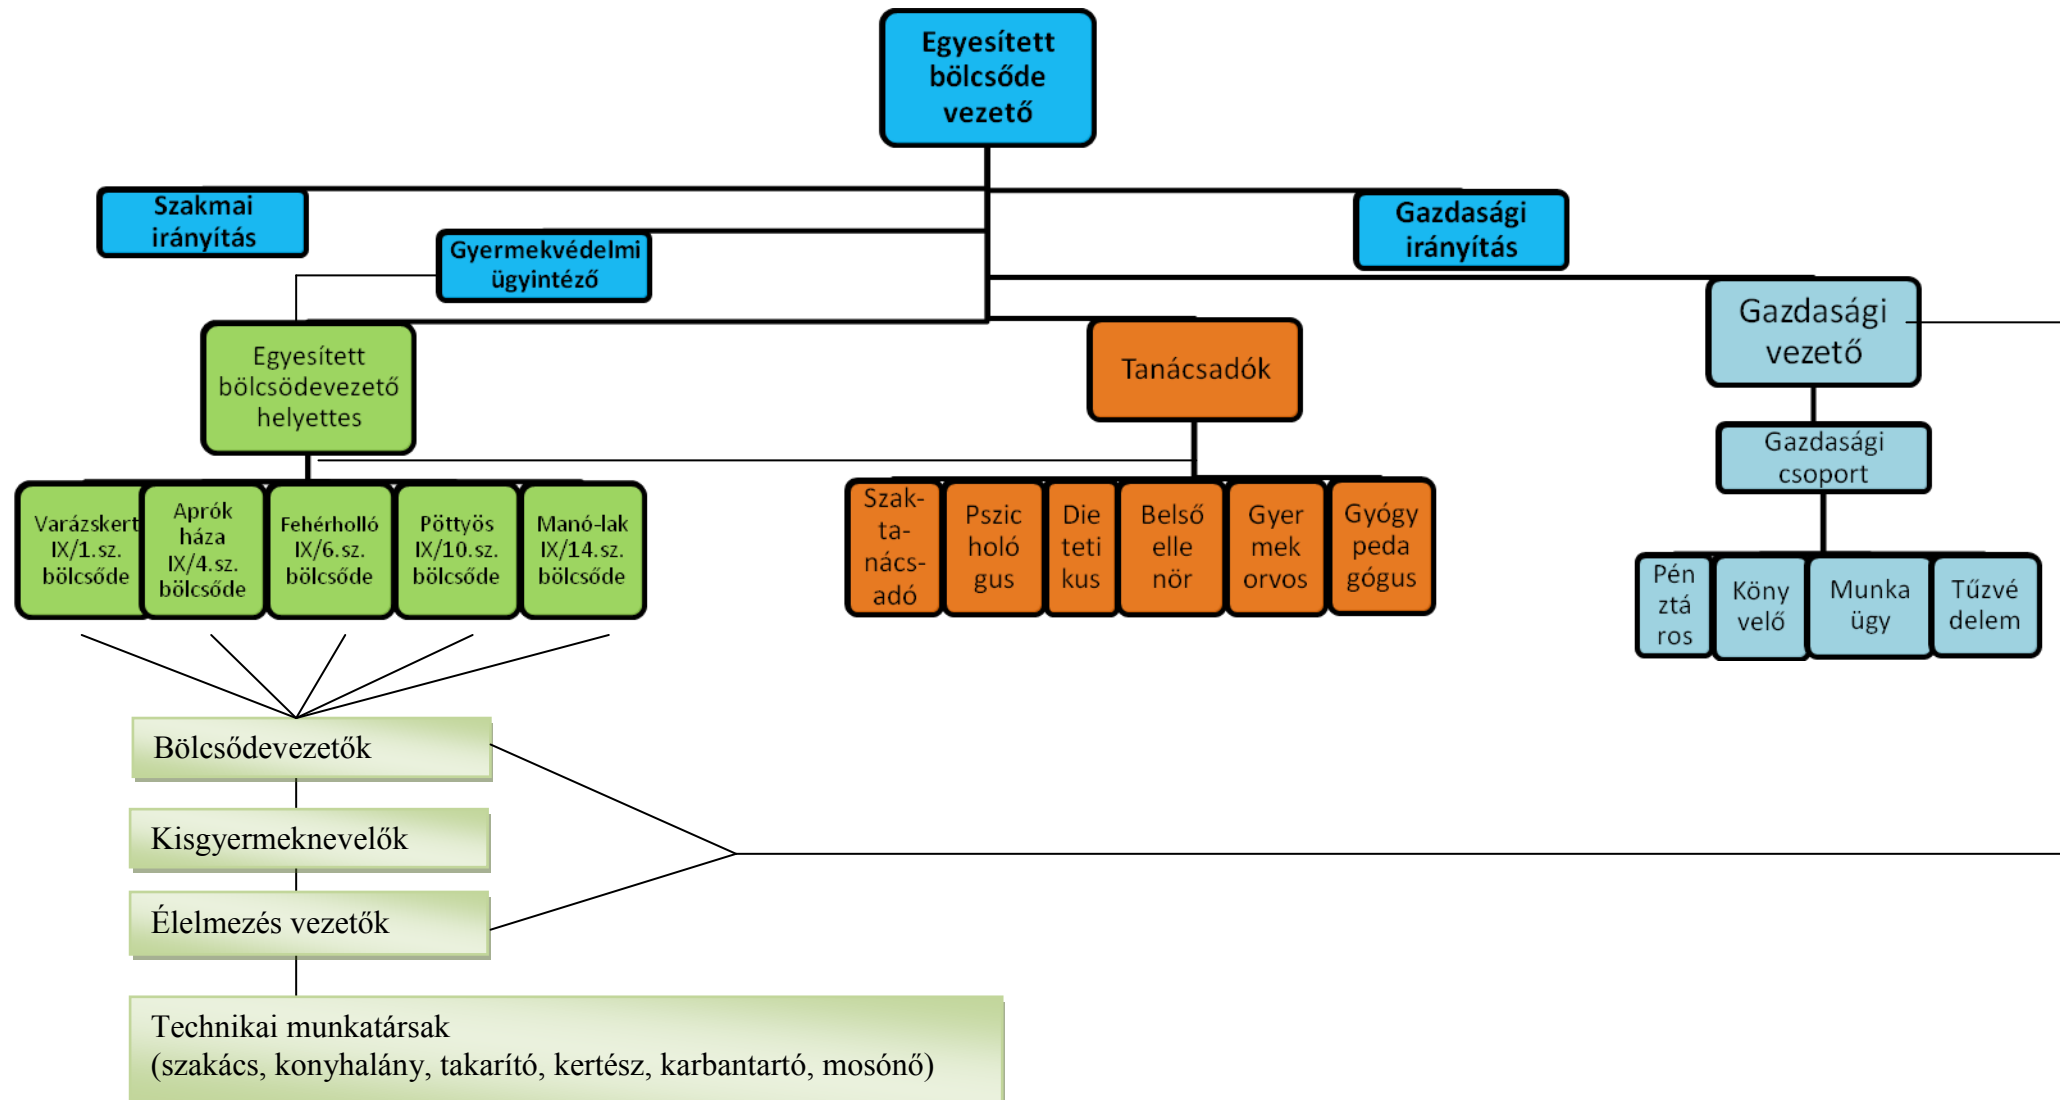 Egyesített
bölcsőde
vezető
Szakmai
irányítás
Gazdasági
irányítás
Gyermekvédelmi
ügyintéző
Egyesített
bölcsödevezető
helyettes
Tanácsadók
Gazdasági
vezető
Gazdasági
csoport
Varázskert
IX/1.sz.
bölcsőde
Aprók
háza
IX/4.sz.
bölcsőde
Fehérholló
IX/6.sz.
bölcsőde
Pöttyös
IX/10.sz.
bölcsőde
Manó-lak
IX/14.sz.
bölcsőde
Szak-
ta-
nács-
adó
Pszic
holó
gus
Die
teti
kus
Belső
elle
nör
Gyer
mek
orvos
Gyógy
peda
gógus
Pén
ztá
ros
Köny
velő
Munka
ügy
Tűzvé
delem
Bölcsődevezetők
Kisgyermeknevelők
Élelmezés vezetők
Technikai munkatársak
(szakács, konyhalány, takarító, kertész, karbantartó, mosónő)